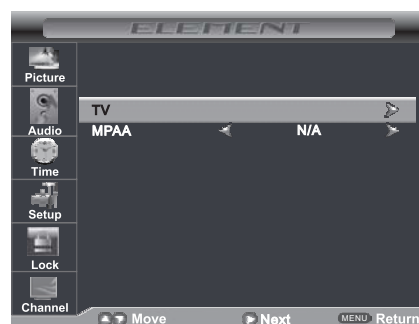 ELEMENT
Picture
TV
Audio
MPAA N/A
Time
Setup
Lock
Channel
Move Next MENU Return